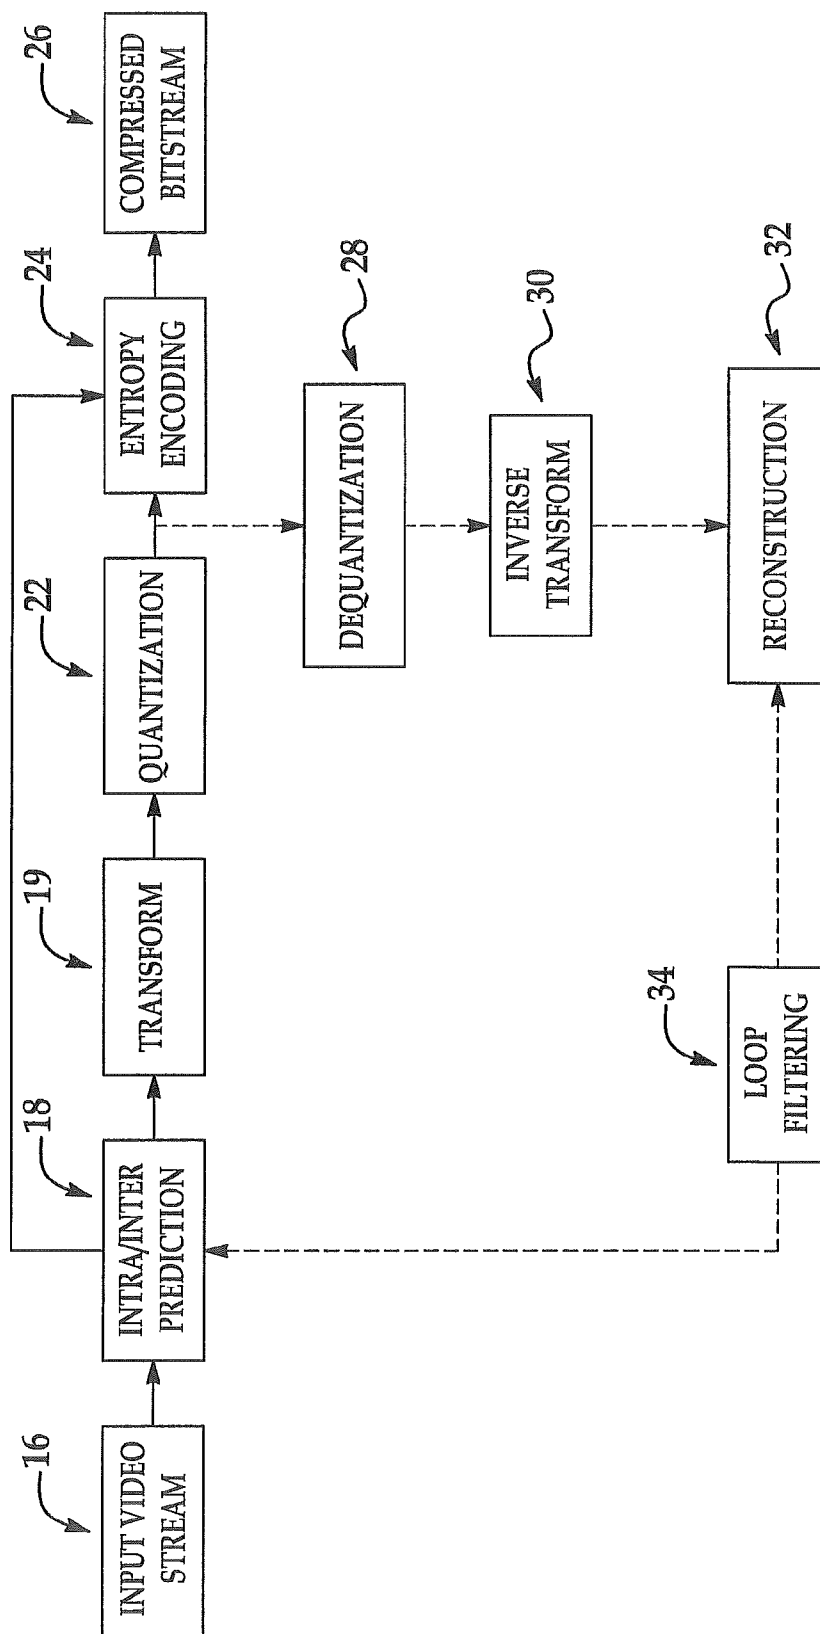 16
INPUT VIDEO
STREAM
18
INTRA/INTER
PREDICTION
19
TRANSFORM
22
QUANTIZATION
24
ENTROPY
ENCODING
26
COMPRESSED
BITSTREAM
28
DEQUANTIZATION
30
INVERSE
TRANSFORM
34
LOOP
FILTERING
32
RECONSTRUCTION